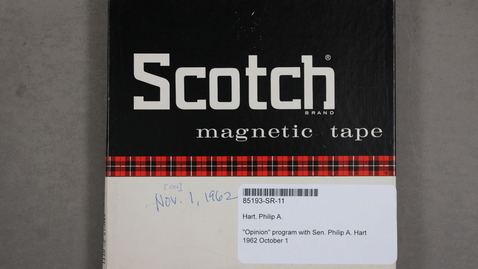 Scotch®
BRAND
magnetic tape
Nov. 1, 1962
85193-SR-11
Hart, Philip A.
"Opinion" program with Sen. Philip A. Hart
1962 October 1